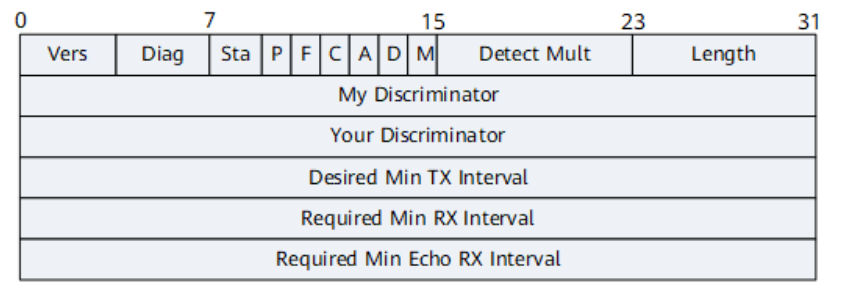 0 7 15 23 31
Vers Diag Sta P F C A D M Detect Mult Length
My Discriminator
Your Discriminator
Desired Min TX Interval
Required Min RX Interval
Required Min Echo RX Interval